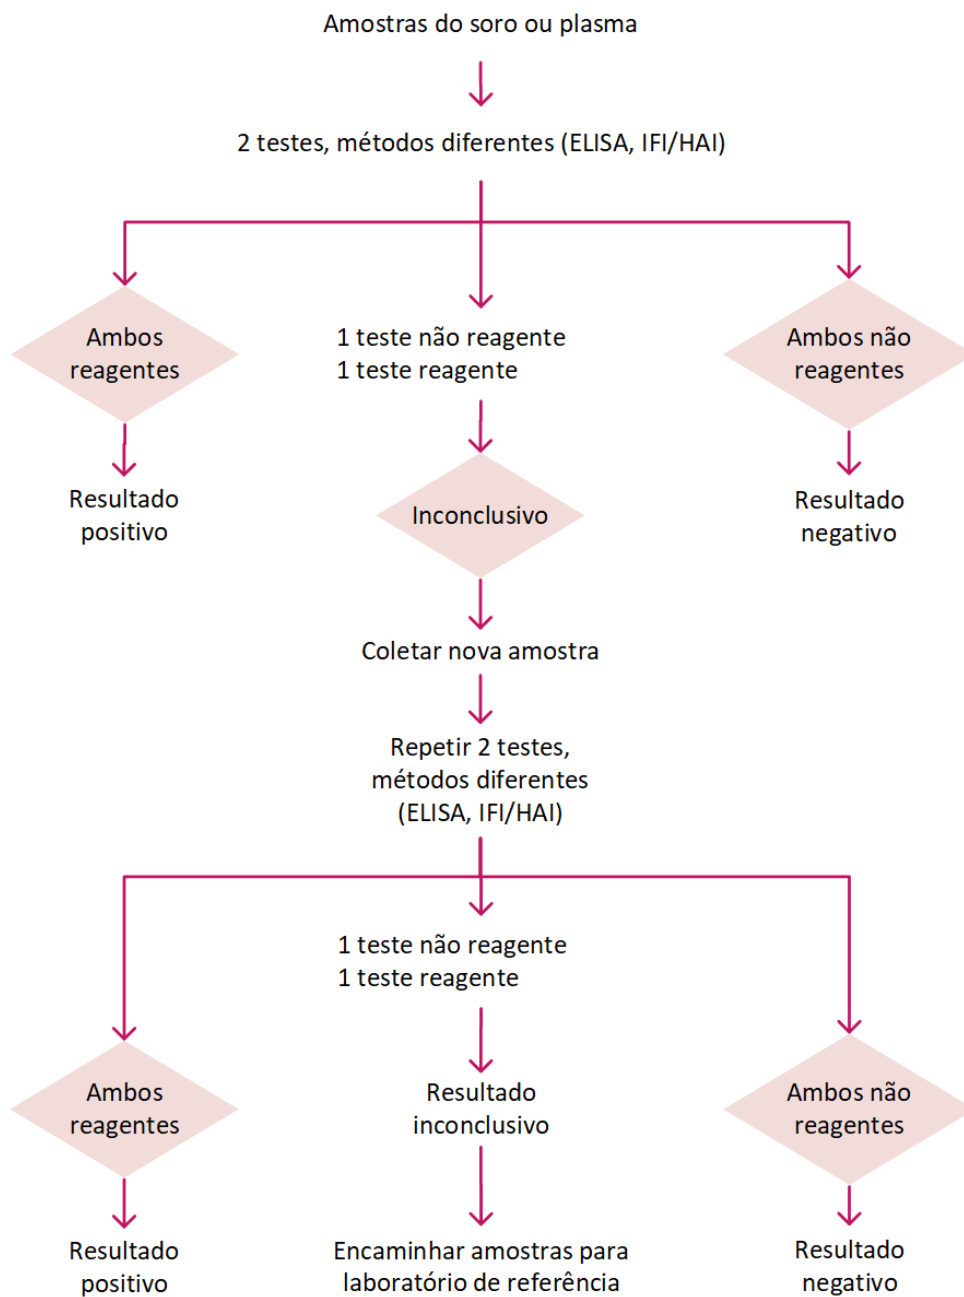 Amostras do soro ou plasma
2 testes, métodos diferentes (ELISA, IFI/HAI)
Ambos
reagentes
1 teste não reagente
1 teste reagente
Ambos não
reagentes
Resultado
positivo
Inconclusivo
Resultado
negativo
Coletar nova amostra
Repetir 2 testes,
métodos diferentes
(ELISA, IFI/HAI)
1 teste não reagente
1 teste reagente
Ambos
reagentes
Resultado
inconclusivo
Ambos não
reagentes
Resultado
positivo
Encaminhar amostras para
laboratório de referência
Resultado
negativo